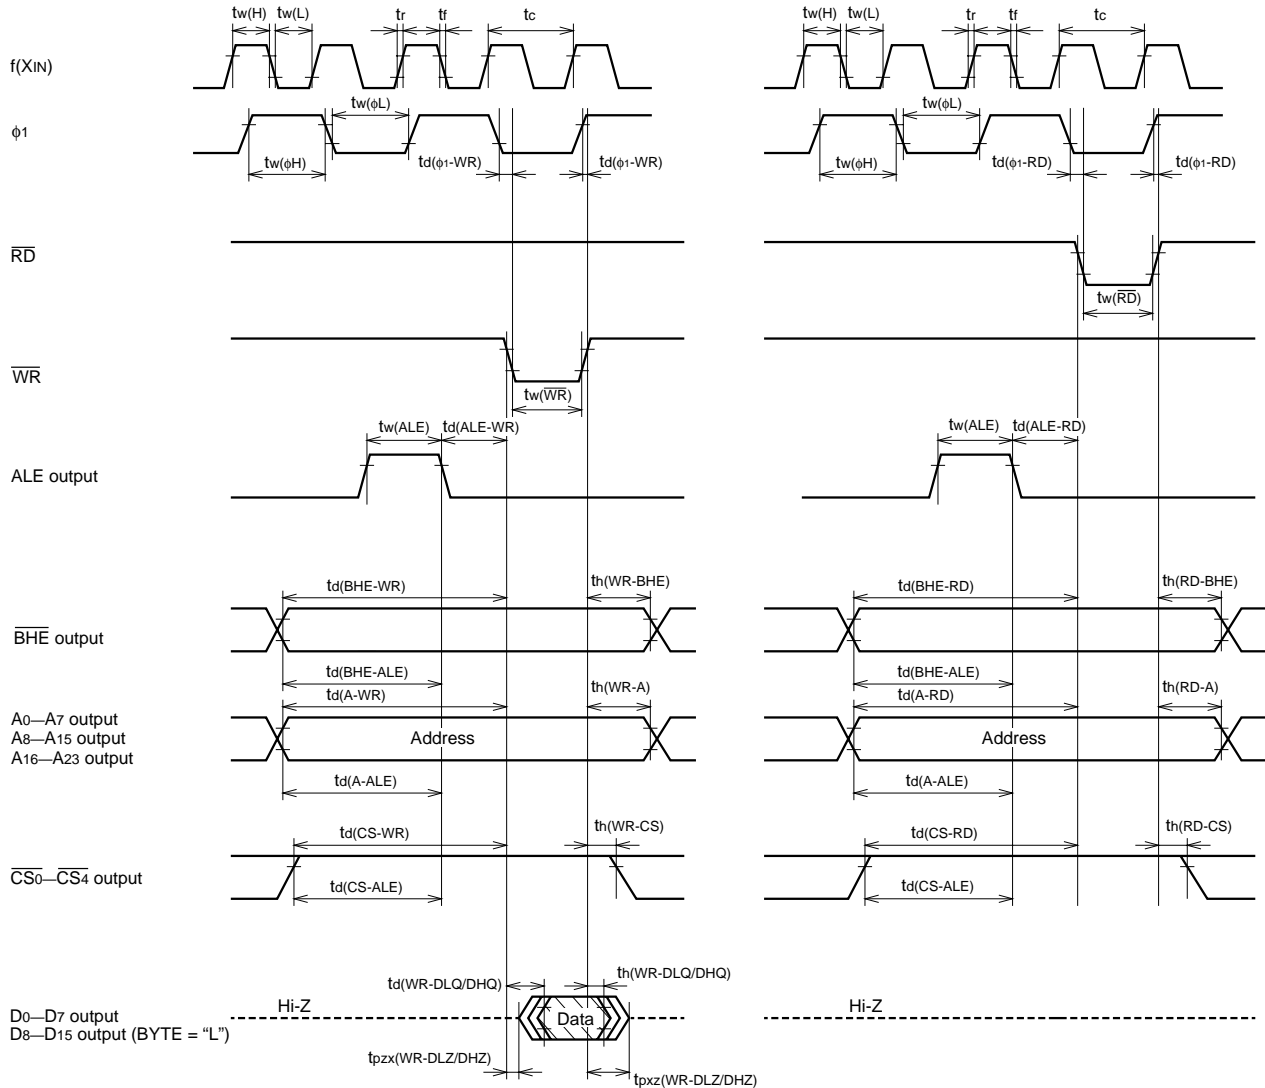 tw(H) tw(L) tr tf tc tw(H) tw(L) tr tf tc
f(XIN)
tw(ϕL) tw(ϕL)
ϕ1
tw(ϕH) td(ϕ1-WR) td(ϕ1-WR) tw(ϕH) td(ϕ1-RD) td(ϕ1-RD)
R̅D̅
tw(R̅D̅)
W̅R̅
tw(W̅R̅)
tw(ALE) td(ALE-WR) tw(ALE) td(ALE-RD)
ALE output
td(BHE-WR) th(WR-BHE) td(BHE-RD) th(RD-BHE)
B̅H̅E̅ output
td(BHE-ALE) td(BHE-ALE)
td(A-WR) th(WR-A) td(A-RD) th(RD-A)
A0—A7 output
A8—A15 output Address Address
A16—A23 output
td(A-ALE) td(A-ALE)
td(CS-WR) th(WR-CS) td(CS-RD) th(RD-CS)
C̅S̅0—C̅S̅4 output
td(CS-ALE) td(CS-ALE)
td(WR-DLQ/DHQ) th(WR-DLQ/DHQ)
Hi-Z Hi-Z
D0—D7 output Data
D8—D15 output (BYTE = “L”)
tpzx(WR-DLZ/DHZ)
tpxz(WR-DLZ/DHZ)